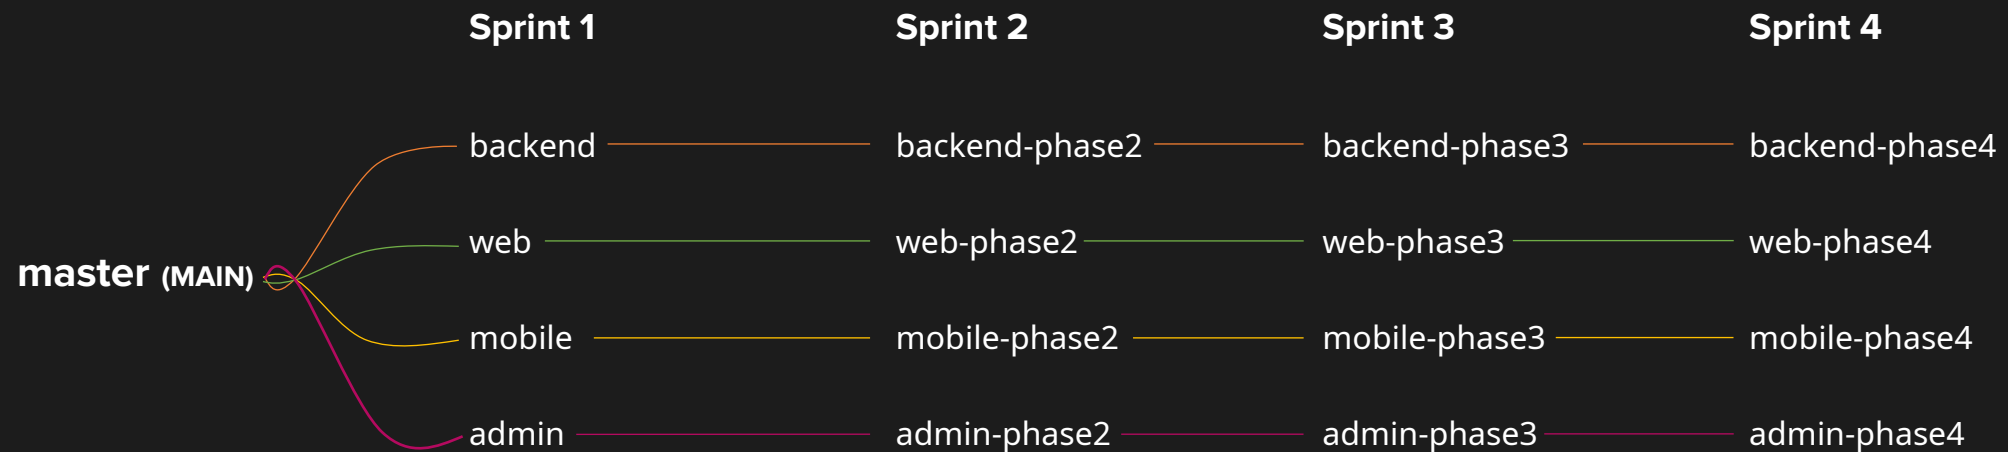 Sprint 1 Sprint 2 Sprint 3 Sprint 4
backend backend-phase2 backend-phase3 backend-phase4
web web-phase2 web-phase3 web-phase4
master (MAIN)
mobile mobile-phase2 mobile-phase3 mobile-phase4
admin admin-phase2 admin-phase3 admin-phase4